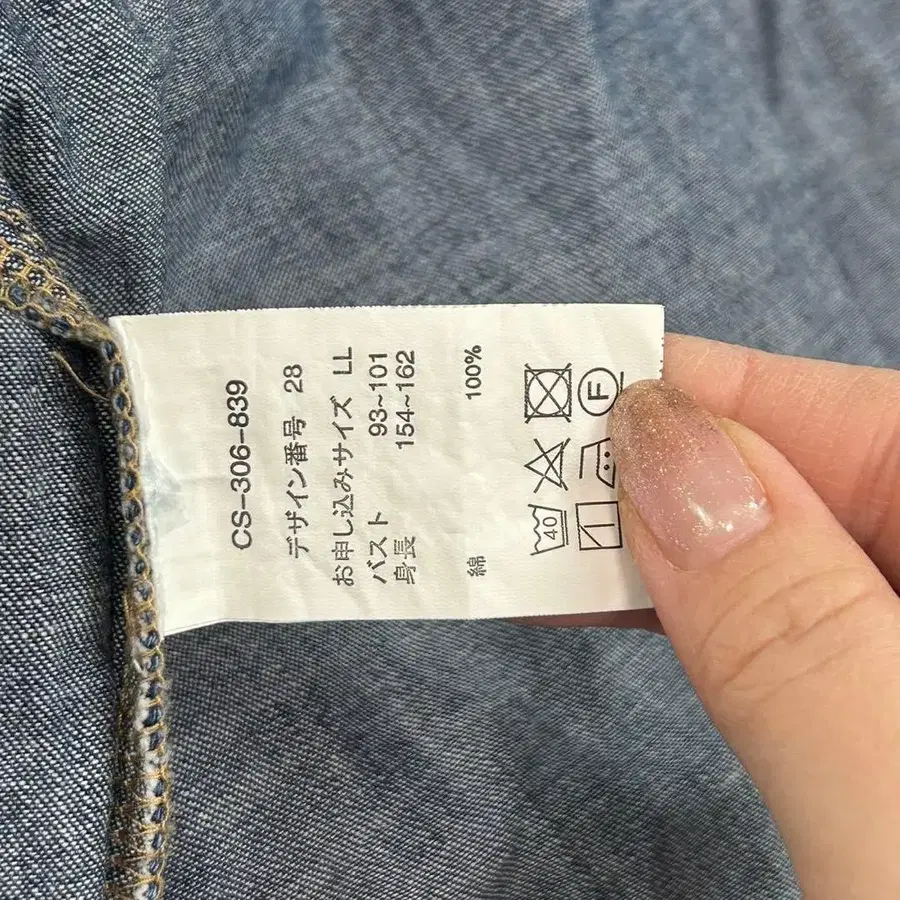 CS-306-839
デザイン番号 28
お申し込みサイズ LL
バスト 93~101
身長 154~162
綿 100%
40
F